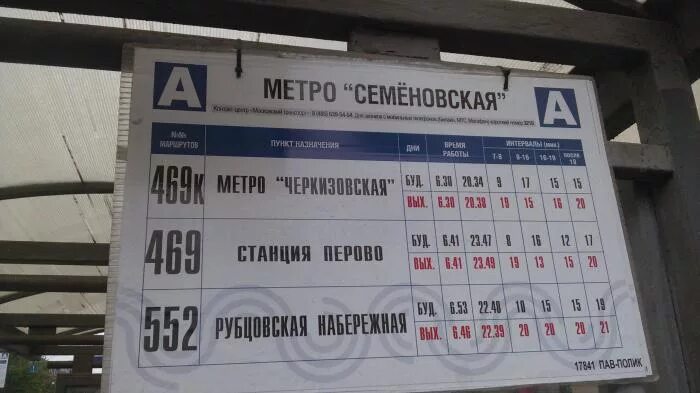 А МЕТРО "СЕМЁНОВСКАЯ" А
№№ МАРШРУТОВ ПУНКТ НАЗНАЧЕНИЯ ДНИ ВРЕМЯ РАБОТЫ ИНТЕРВАЛЫ (мин.)
7-9 9-16 16-19 ПОСЛЕ 19
469К МЕТРО "ЧЕРКИЗОВСКАЯ" БУД. 6.30 20.34 9 17 15 15
ВЫХ. 6.30 20.38 19 15 16 20
469 СТАНЦИЯ ПЕРОВО БУД. 6.41 23.47 8 16 12 17
ВЫХ. 6.41 23.49 19 13 15 20
552 РУБЦОВСКАЯ НАБЕРЕЖНАЯ БУД. 6.53 22.40 10 15 15 19
ВЫХ. 6.46 22.39 20 20 20 21
17841 ПАВ-ПОЛИК
А